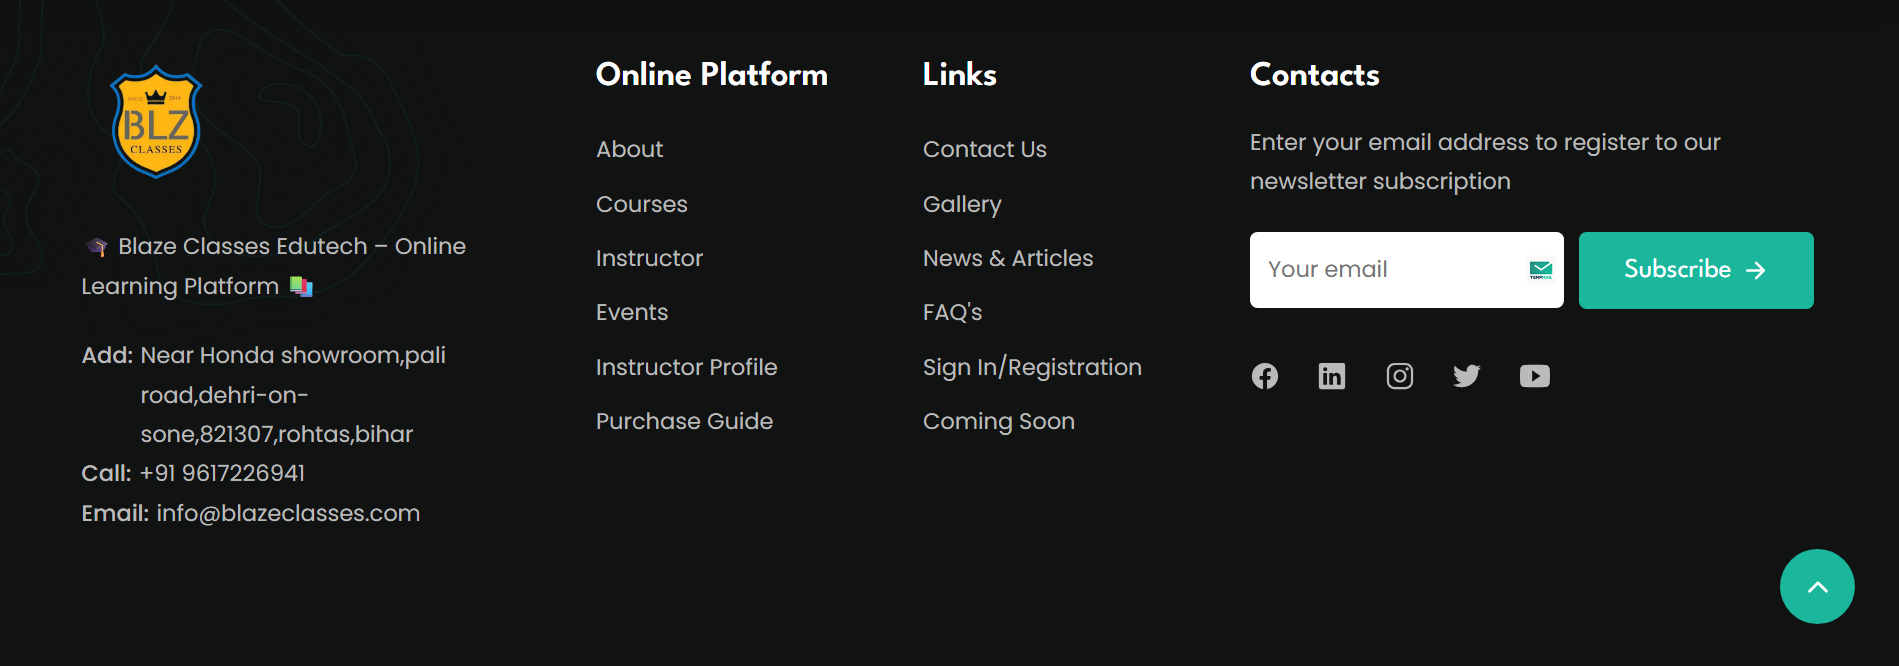 SINCE 2014
BLZ
CLASSES
🎓 Blaze Classes Edutech – Online
Learning Platform 📚
Add: Near Honda showroom,pali
road,dehri-on-
sone,821307,rohtas,bihar
Call: +91 9617226941
Email: info@blazeclasses.com
Online Platform
About
Courses
Instructor
Events
Instructor Profile
Purchase Guide
Links
Contact Us
Gallery
News & Articles
FAQ's
Sign In/Registration
Coming Soon
Contacts
Enter your email address to register to our
newsletter subscription
Your email
Subscribe →